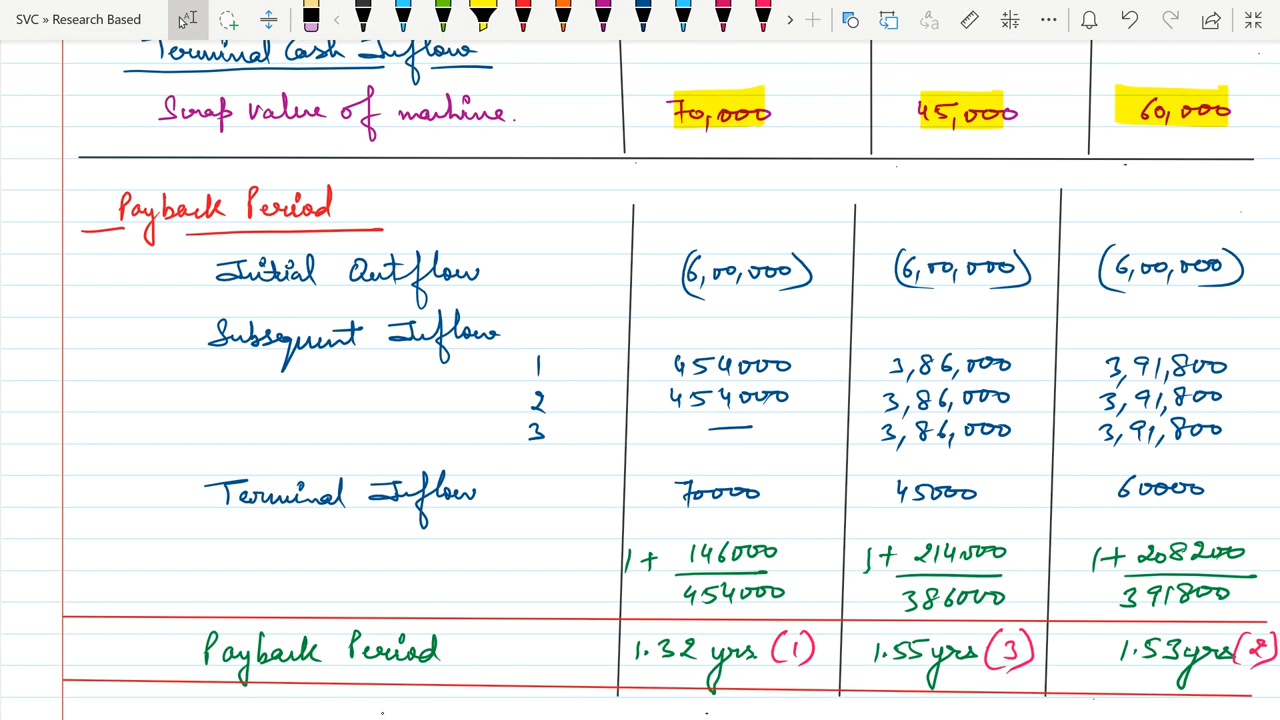 SVC » Research Based
Terminal Cash Inflow
Scrap value of machine. 70,000 45,000 60,000
Payback Period
Initial Outflow (6,00,000) (6,00,000) (6,00,000)
Subsequent Inflow
1 454000 3,86,000 3,91,800
2 454000 3,86,000 3,91,800
3 — 3,86,000 3,91,800
Terminal Inflow 70000 45000 60000
1 + 146000 1 + 214000 1 + 208200
454000 386000 391800
Payback Period 1.32 yrs (1) 1.55 yrs (3) 1.53 yrs (2)